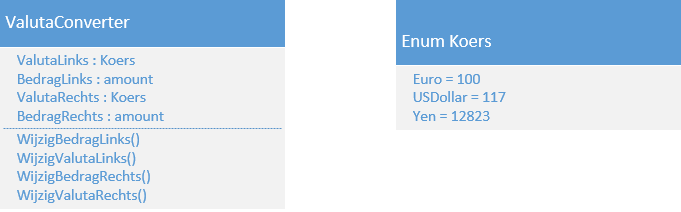 ValutaConverter
ValutaLinks : Koers
BedragLinks : amount
ValutaRechts : Koers
BedragRechts : amount
WijzigBedragLinks()
WijzigValutaLinks()
WijzigBedragRechts()
WijzigValutaRechts()
Enum Koers
Euro = 100
USDollar = 117
Yen = 12823